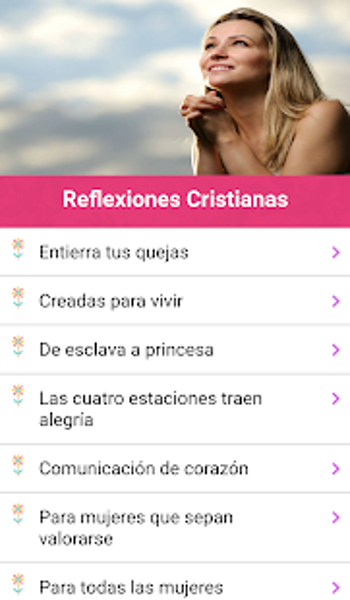 Reflexiones Cristianas
Entierra tus quejas
Creadas para vivir
De esclava a princesa
Las cuatro estaciones traen
alegria
Comunicación de corazón
Para mujeres que sepan
valorarse
Para todas las mujeres